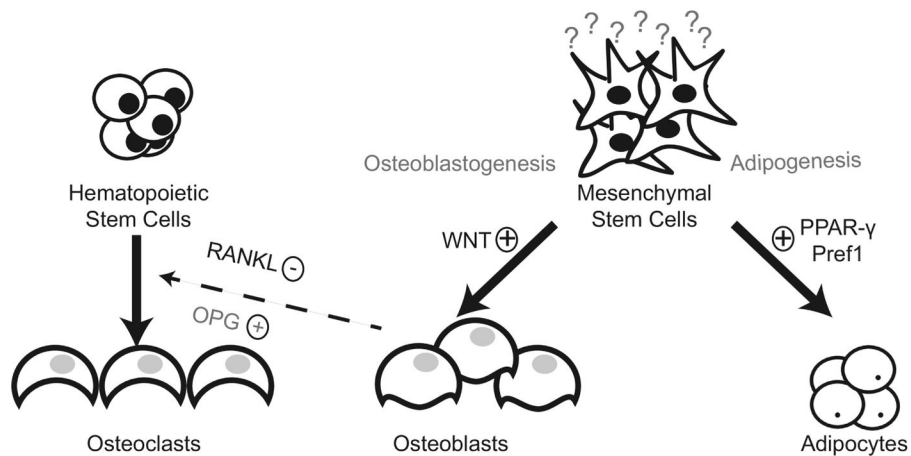 ? ? ? ? ? ?
Osteoblastogenesis
Adipogenesis
Hematopoietic
Stem Cells
Mesenchymal
Stem Cells
WNT +
+ PPAR-γ
Pref1
RANKL -
OPG +
Osteoclasts
Osteoblasts
Adipocytes